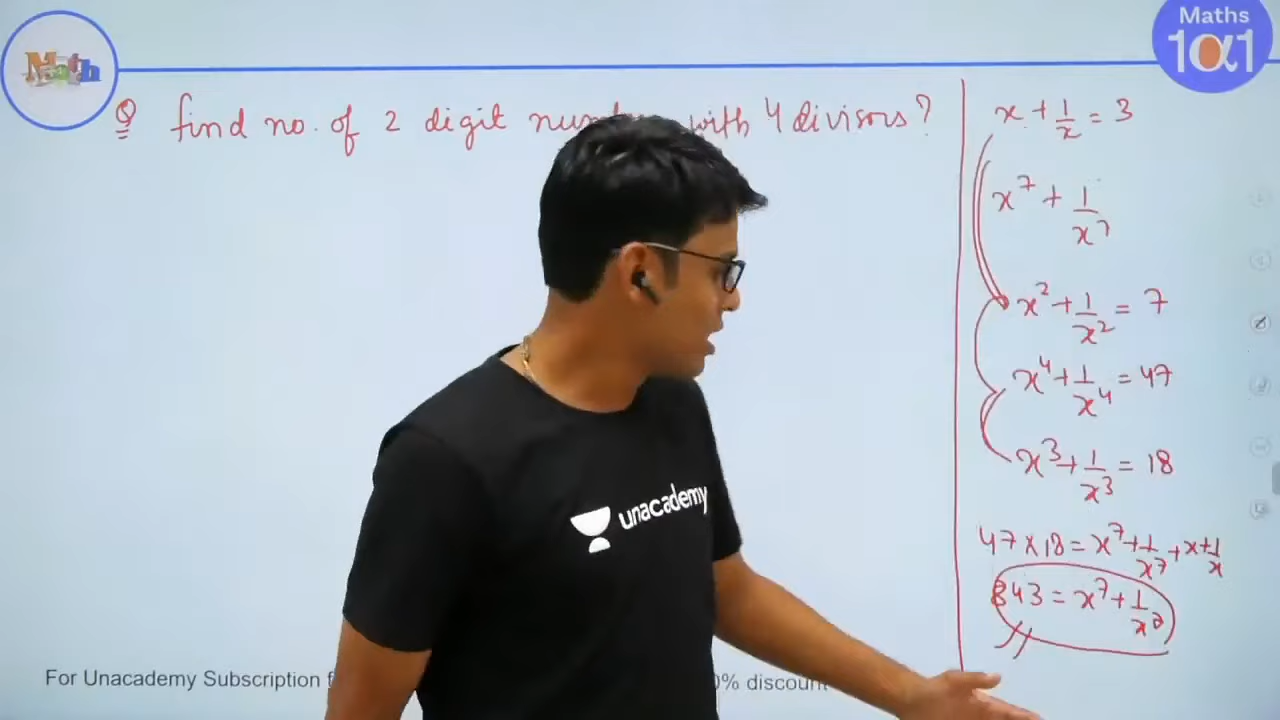 Math
Maths
1α1
Q find no. of 2 digit with 4 divisors?
x + 1/x = 3
x⁷ + 1/x⁷
x² + 1/x² = 7
x⁴ + 1/x⁴ = 47
x³ + 1/x³ = 18
47 × 18 = x⁷ + 1/x⁷ + x + 1/x
843 = x⁷ + 1/x⁷
unacademy
For Unacademy Subscription
0% discount